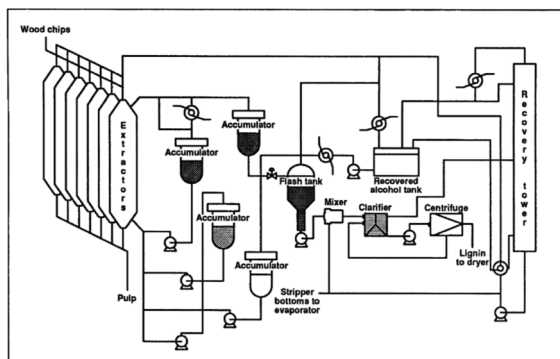 Wood chips
Extractors
Accumulator
Accumulator
Accumulator
Accumulator
Flash tank
Recovered
alcohol tank
Mixer
Clarifier
Centrifuge
Lignin
to dryer
Stripper
bottoms to
evaporator
Pulp
Recovery tower